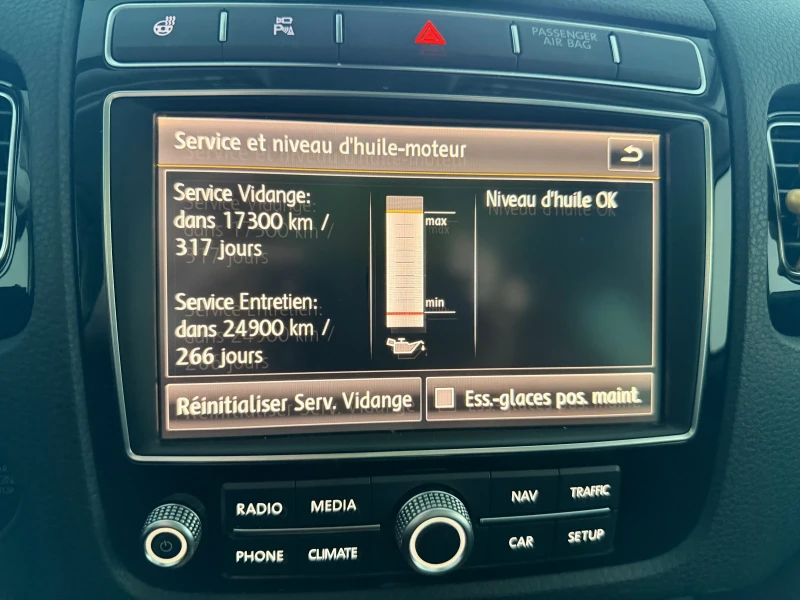 PASSENGER
AIR BAG
Service et niveau d'huile-moteur
Service Vidange:
dans 17300 km /
317 jours
Service Entretien:
dans 24900 km /
266 jours
max
min
Niveau d'huile OK
Réinitialiser Serv. Vidange
Ess.-glaces pos. maint.
RADIO
MEDIA
NAV
TRAFFIC
PHONE
CLIMATE
CAR
SETUP